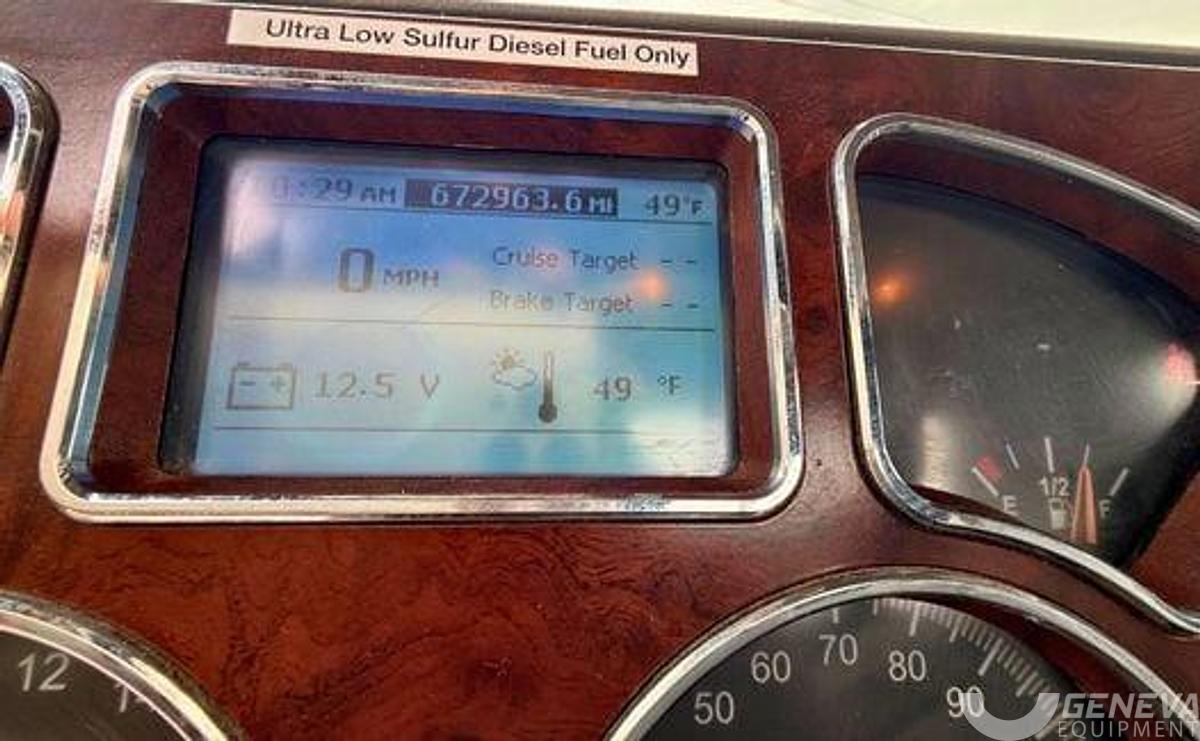 Ultra Low Sulfur Diesel Fuel Only
:29 AM 672963.6 MI 49°F
0 MPH
Cruise Target - -
Brake Target - -
- + 12.5 V 49 °F
E 1/2 F
12
50 60 70 80 90
GENEVA
EQUIPMENT